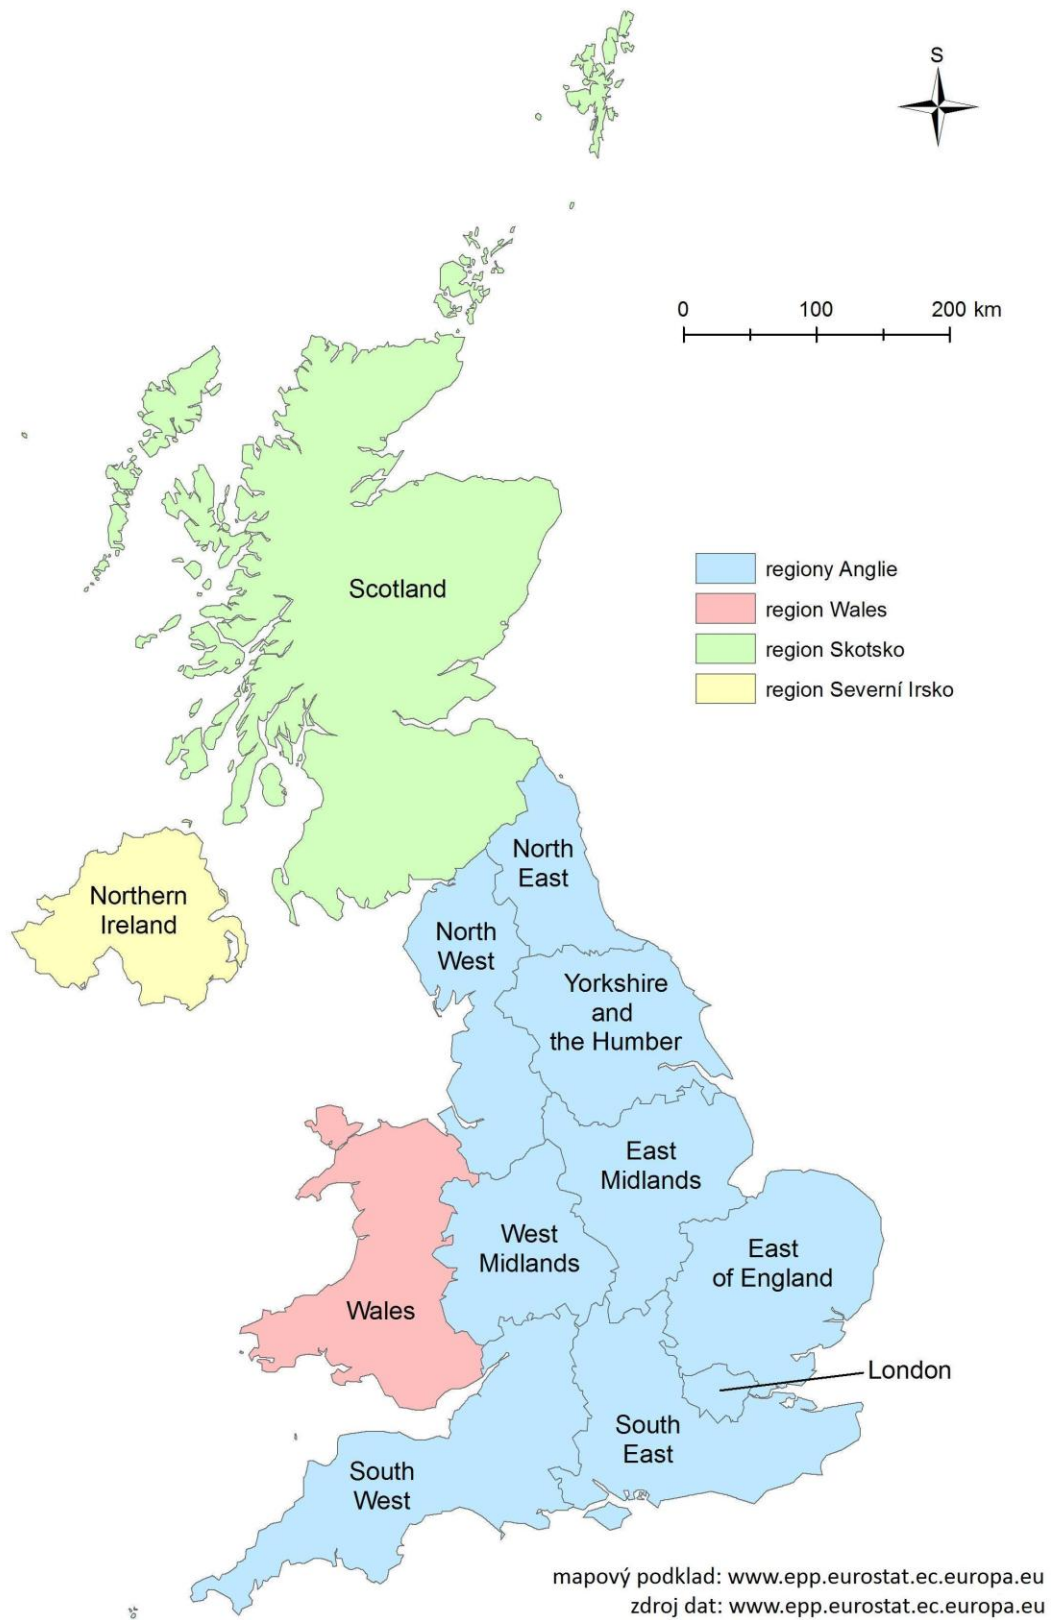 S
0 100 200 km
Scotland
regiony Anglie
region Wales
region Skotsko
region Severní Irsko
North
East
Northern
Ireland
North
West
Yorkshire
and
the Humber
East
Midlands
West
Midlands
East
of England
Wales
London
South
East
South
West
mapový podklad: www.epp.eurostat.ec.europa.eu
zdroj dat: www.epp.eurostat.ec.europa.eu